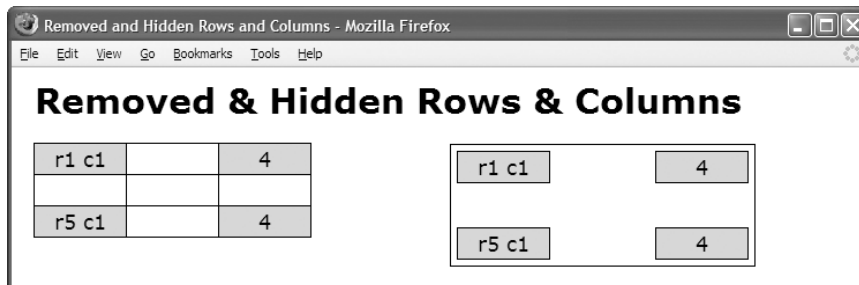 Removed and Hidden Rows and Columns - Mozilla Firefox
File Edit View Go Bookmarks Tools Help
Removed & Hidden Rows & Columns
r1 c1 4
r5 c1 4
r1 c1 4
r5 c1 4